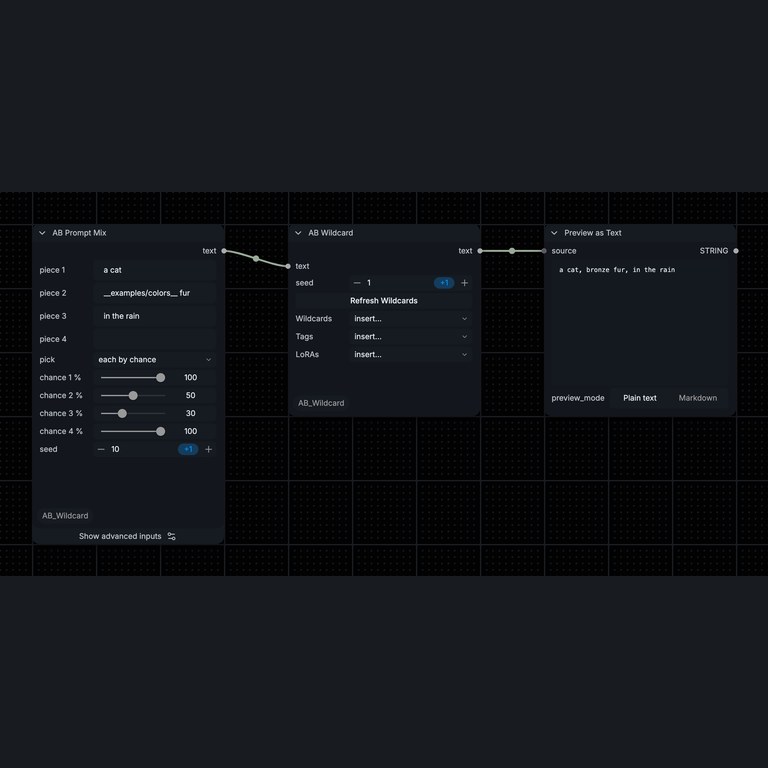 AB Prompt Mix
text
piece 1 a cat
piece 2 __examples/colors__ fur
piece 3 in the rain
piece 4
pick each by chance
chance 1 % 100
chance 2 % 50
chance 3 % 30
chance 4 % 100
seed 10 +1
AB_Wildcard
Show advanced inputs
AB Wildcard
text
text
seed 1 +1
Refresh Wildcards
Wildcards insert...
Tags insert...
LoRAs insert...
AB_Wildcard
Preview as Text
source STRING
a cat, bronze fur, in the rain
preview_mode Plain text Markdown